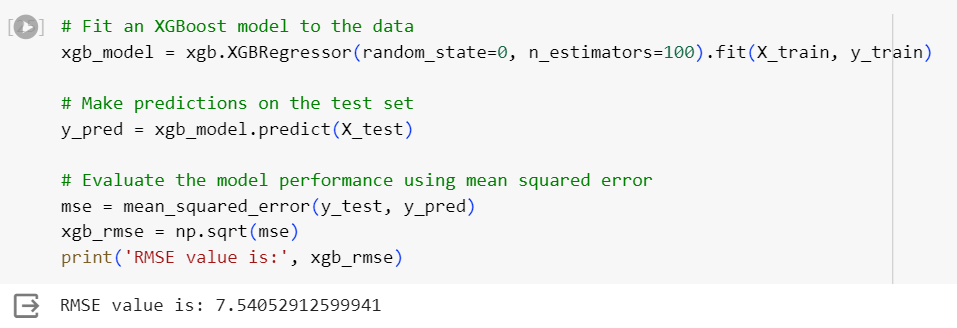 # Fit an XGBoost model to the data
xgb_model = xgb.XGBRegressor(random_state=0, n_estimators=100).fit(X_train, y_train)
# Make predictions on the test set
y_pred = xgb_model.predict(X_test)
# Evaluate the model performance using mean squared error
mse = mean_squared_error(y_test, y_pred)
xgb_rmse = np.sqrt(mse)
print('RMSE value is:', xgb_rmse)
RMSE value is: 7.54052912599941